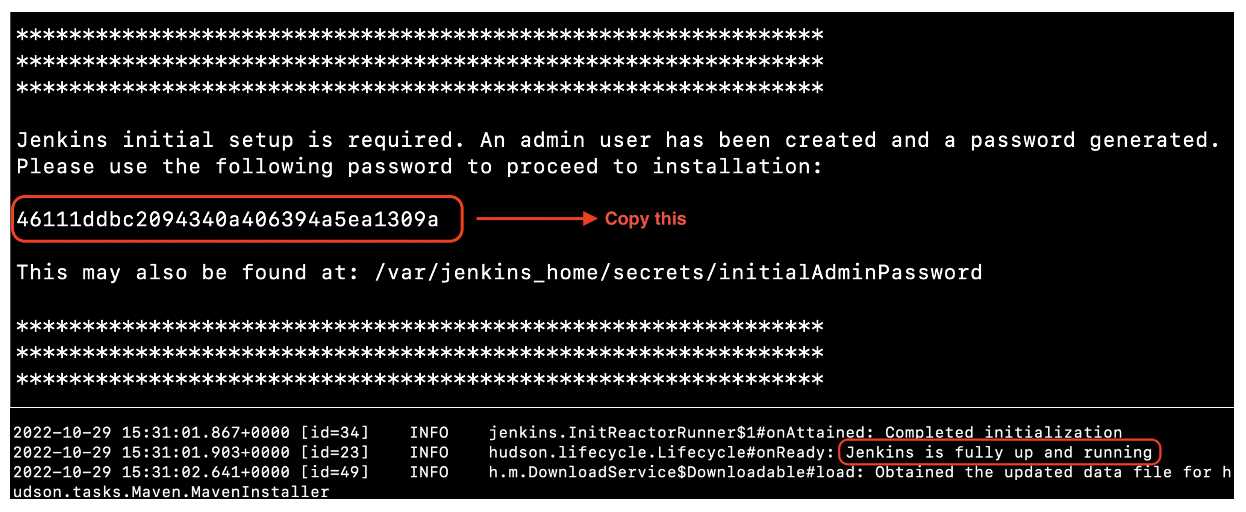 *************************************************************
*************************************************************
*************************************************************
Jenkins initial setup is required. An admin user has been created and a password generated.
Please use the following password to proceed to installation:
46111ddbc2094340a406394a5ea1309a Copy this
This may also be found at: /var/jenkins_home/secrets/initialAdminPassword
*************************************************************
*************************************************************
*************************************************************
2022-10-29 15:31:01.867+0000 [id=34] INFO jenkins.InitReactorRunner$1#onAttained: Completed initialization
2022-10-29 15:31:01.903+0000 [id=23] INFO hudson.lifecycle.Lifecycle#onReady: Jenkins is fully up and running
2022-10-29 15:31:02.641+0000 [id=49] INFO h.m.DownloadService$Downloadable#load: Obtained the updated data file for h
udson.tasks.Maven.MavenInstaller